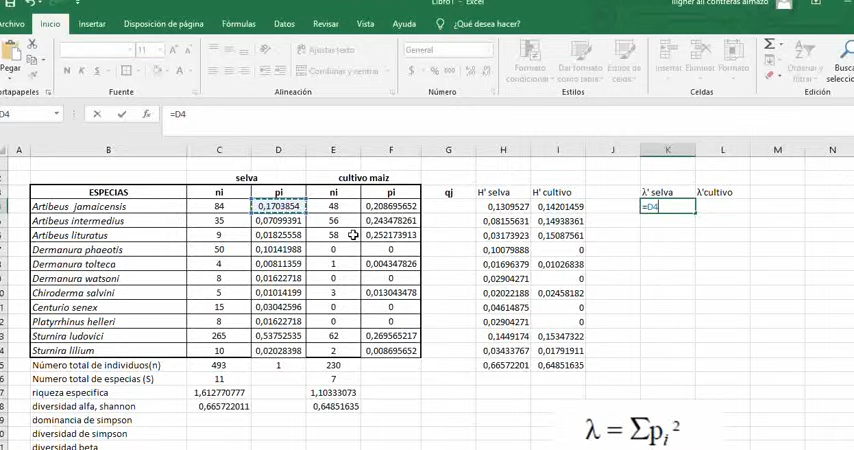 Libro1 - Excel
iligner ali contreras almazo
Archivo Inicio Insertar Disposición de página Fórmulas Datos Revisar Vista Ayuda ¿Qué desea hacer?
Pegar
11 A A General
N K S Ajustar texto Combinar y centrar $ % 000
Formato condicional Dar formato como tabla Estilos de celda Insertar Eliminar Formato Ordenar y filtrar Buscar y
Portapapeles Fuente Alineación Número Estilos Celdas Edición
D4 fx =D4
A B C D E F G H I J K L M N
selva cultivo maiz
ESPECIAS ni pi ni pi qj H' selva H' cultivo λ' selva λ'cultivo
Artibeus jamaicensis 84 0,1703854 48 0,208695652 0,1309527 0,14201459 =D4
Artibeus intermedius 35 0,07099391 56 0,243478261 0,08155631 0,14938361
Artibeus lituratus 9 0,01825558 58 0,252173913 0,03173923 0,15087561
Dermanura phaeotis 50 0,10141988 0 0 0,10079888 0
Dermanura tolteca 4 0,00811359 1 0,004347826 0,01696379 0,01026838
Dermanura watsoni 8 0,01622718 0 0 0,02904271 0
Chiroderma salvini 5 0,01014199 3 0,013043478 0,02022188 0,02458182
Centurio senex 15 0,03042596 0 0 0,04614875 0
Platyrrhinus helleri 8 0,01622718 0 0 0,02904271 0
Sturnira ludovici 265 0,53752535 62 0,269565217 0,1449174 0,15347322
Sturnira lilium 10 0,02028398 2 0,008695652 0,03433767 0,01791911
Número total de individuos(n) 493 1 230 0,66572201 0,64851635
Número total de especias (S) 11 7
riqueza especifica 1,612770777 1,10333073
diversidad alfa, shannon 0,665722011 0,64851635
dominancia de simpson
diversidad de simpson
diversidad beta
λ = Σpᵢ²